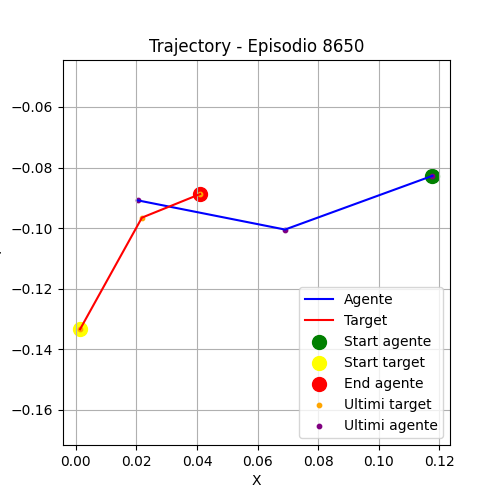 Trajectory - Episodio 8650
−0.06
−0.08
−0.10
−0.12
−0.14
−0.16
0.00 0.02 0.04 0.06 0.08 0.10 0.12
X
Agente
Target
Start agente
Start target
End agente
Ultimi target
Ultimi agente